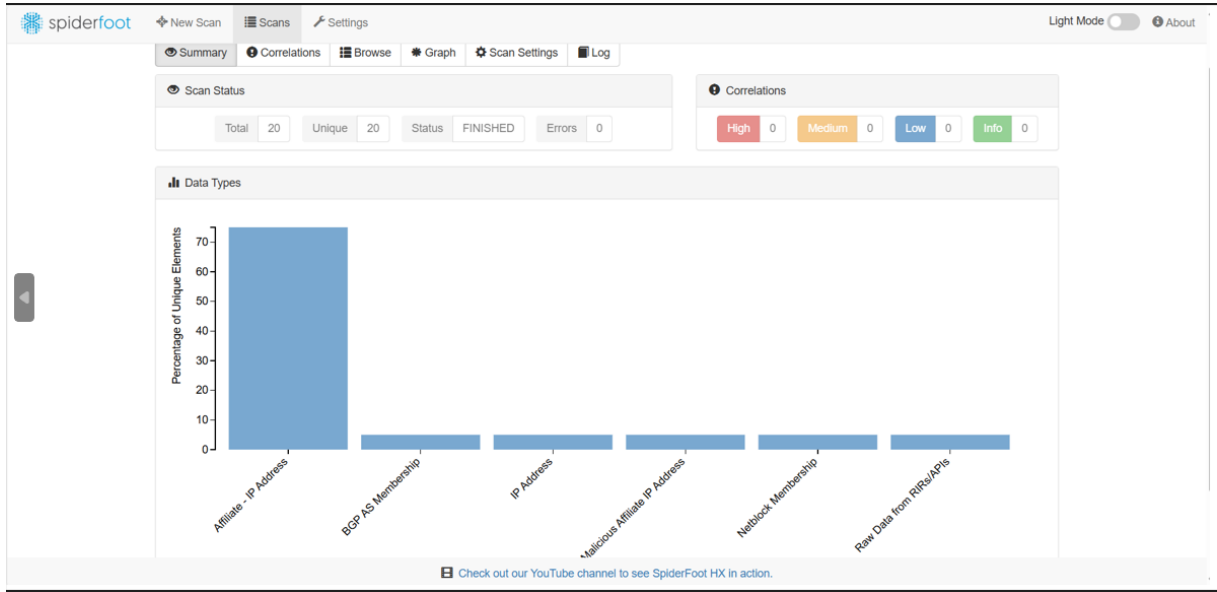 spiderfoot New Scan Scans Settings Light Mode About
Summary Correlations Browse Graph Scan Settings Log
Scan Status
Total 20 Unique 20 Status FINISHED Errors 0
Correlations
High 0 Medium 0 Low 0 Info 0
Data Types
Percentage of Unique Elements
70
60
50
40
30
20
10
0
Affiliate - IP Address
BGP AS Membership
IP Address
Malicious Affiliate IP Address
Netblock Membership
Raw Data from RIRs/APIs
Check out our YouTube channel to see SpiderFoot HX in action.